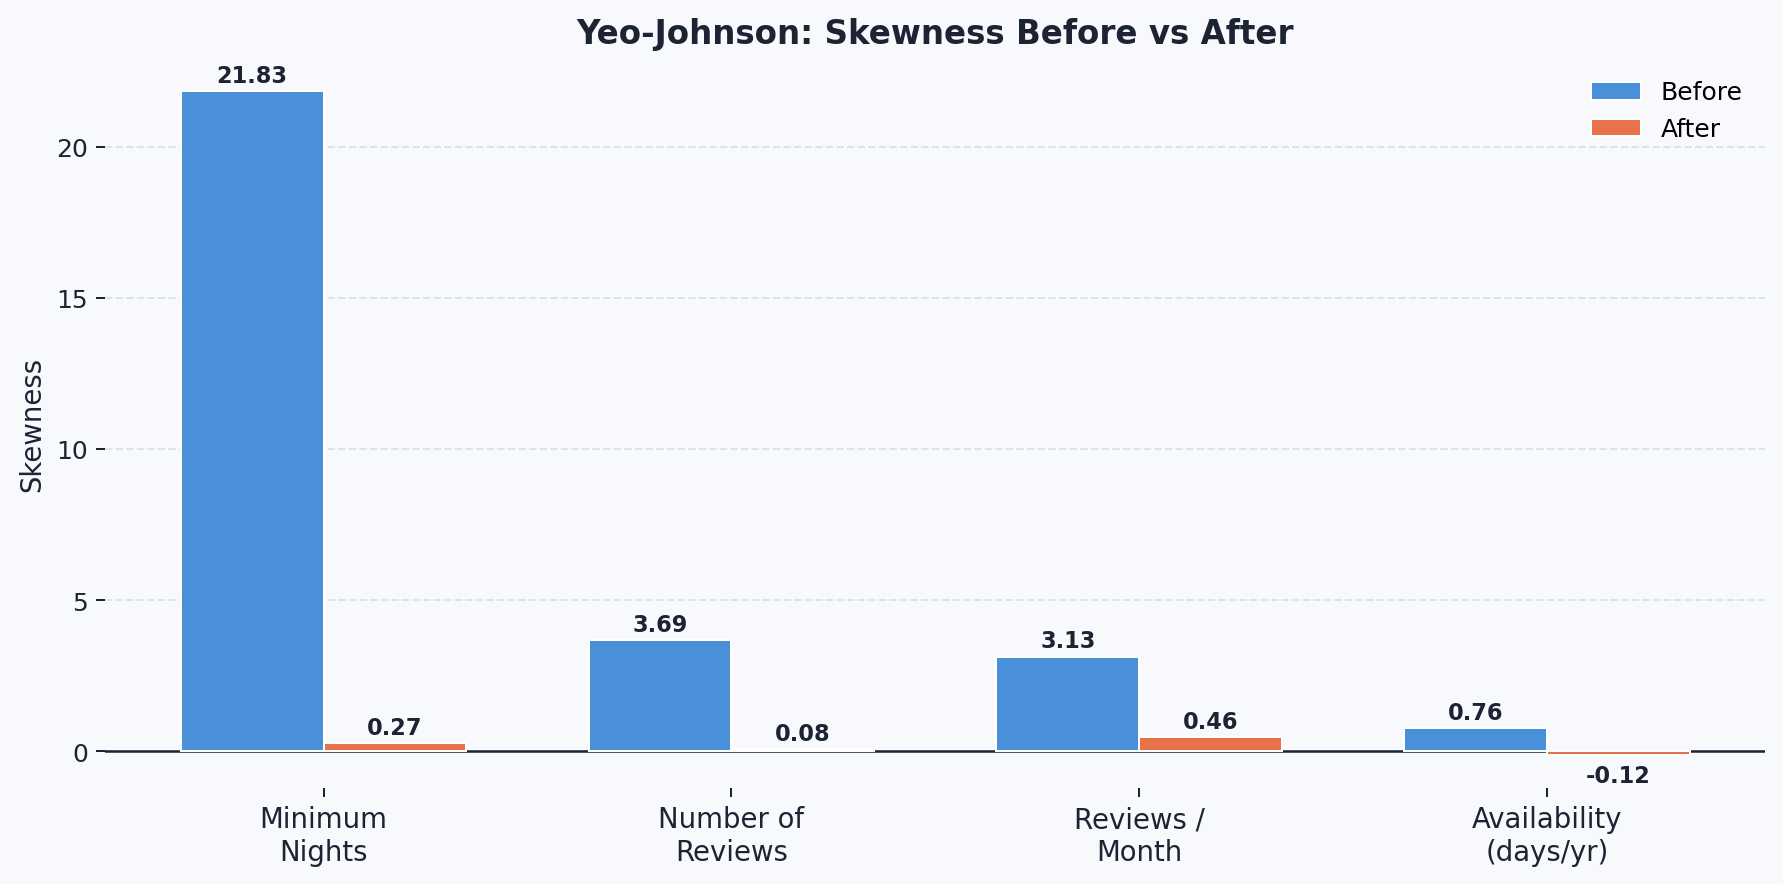 Yeo-Johnson: Skewness Before vs After
21.83
Before
After
20
15
10
5
0
Skewness
0.27
3.69
0.08
3.13
0.46
0.76
-0.12
Minimum
Nights
Number of
Reviews
Reviews /
Month
Availability
(days/yr)